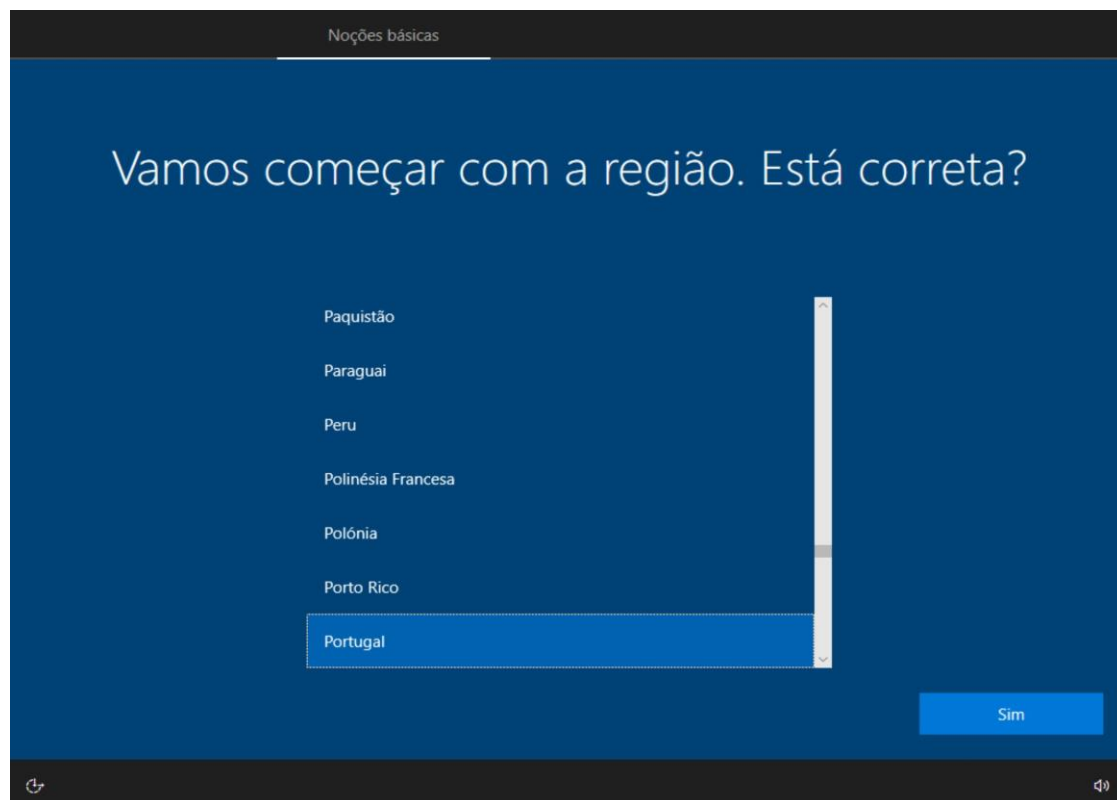 Noções básicas
Vamos começar com a região. Está correta?
Paquistão
Paraguai
Peru
Polinésia Francesa
Polónia
Porto Rico
Portugal
Sim